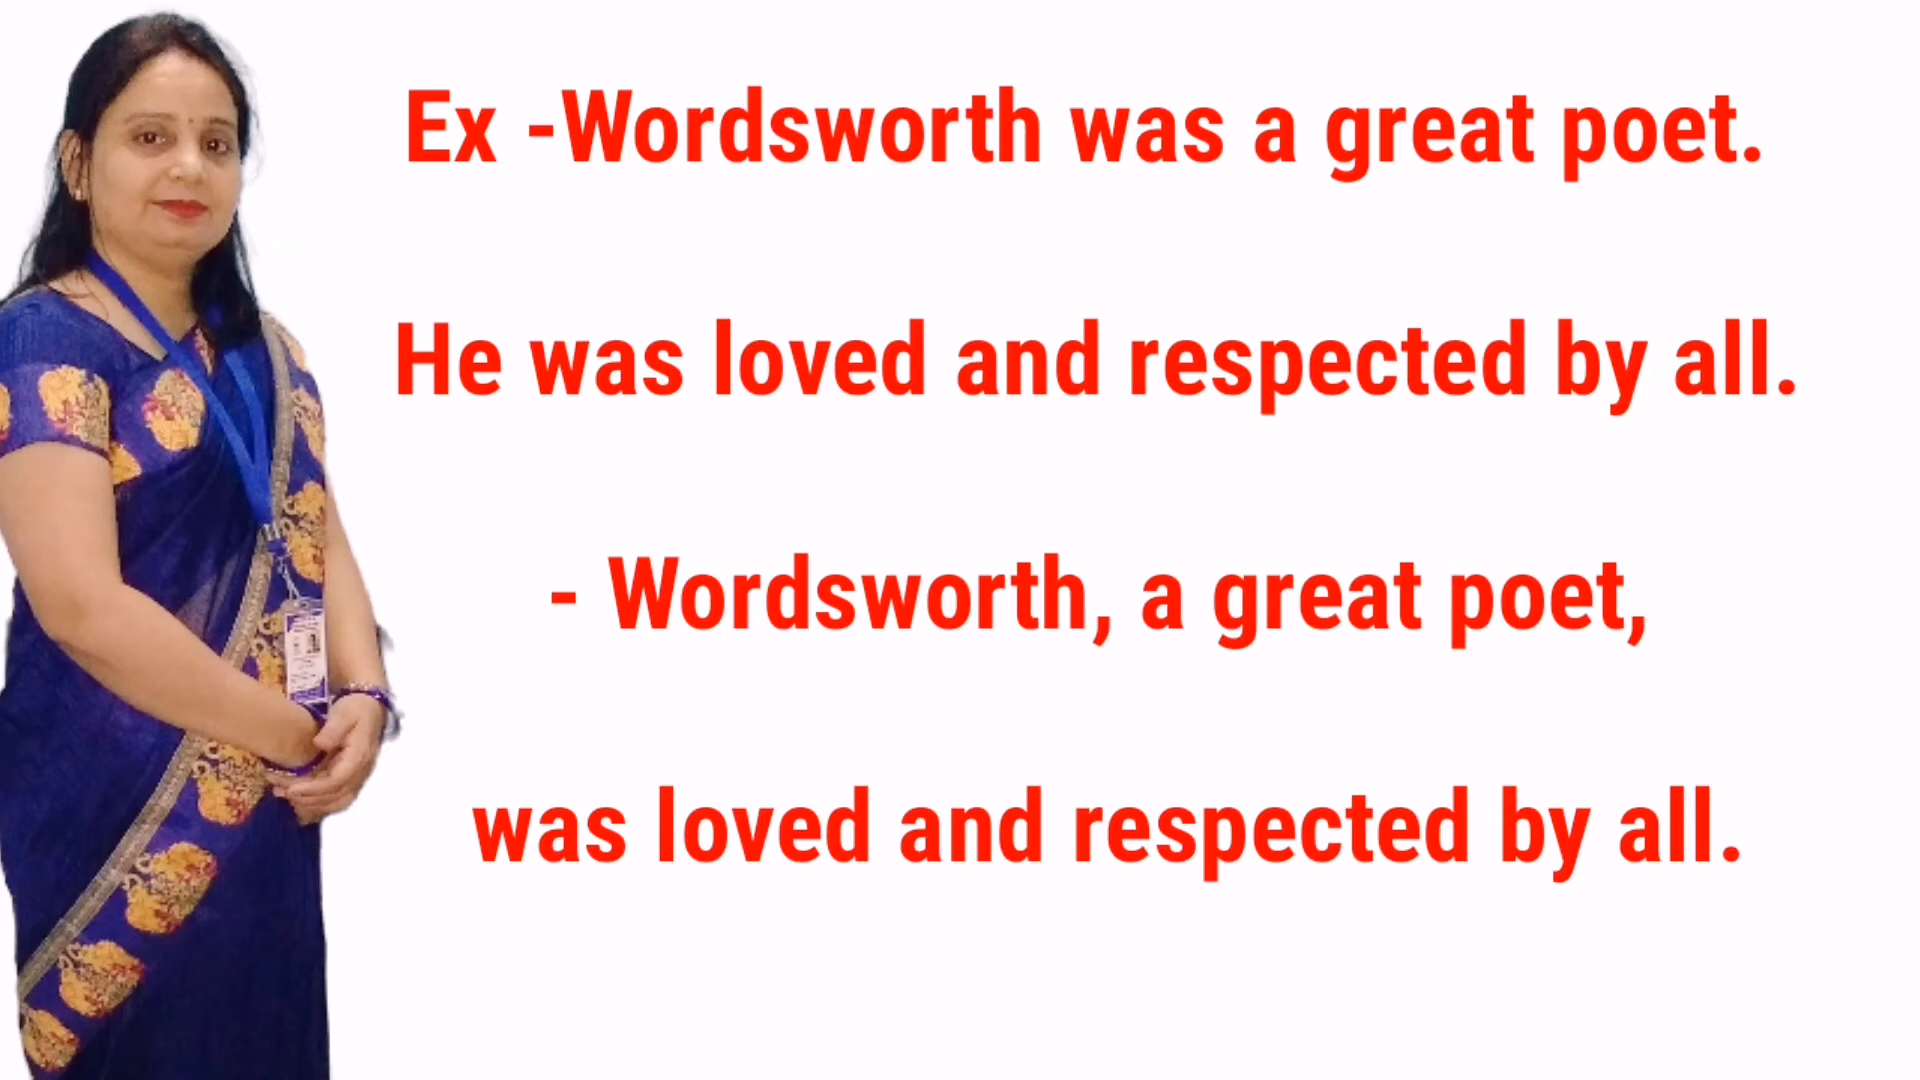 Ex -Wordsworth was a great poet.
He was loved and respected by all.
- Wordsworth, a great poet,
was loved and respected by all.